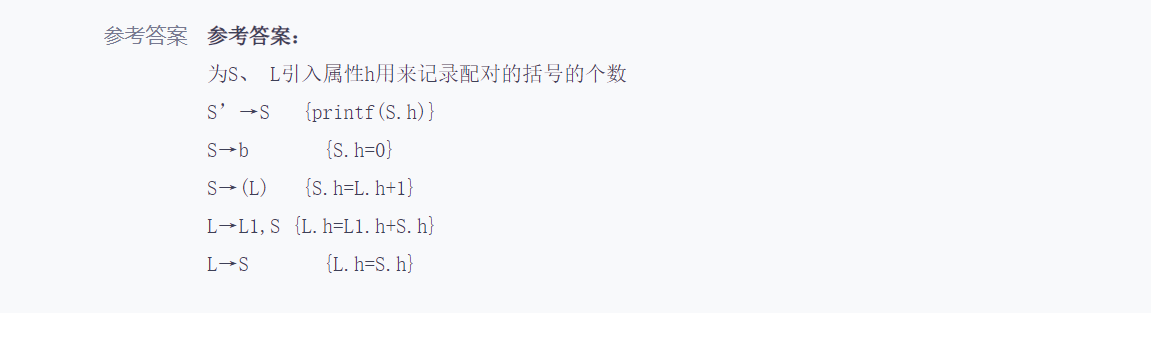 参考答案 参考答案：
为S、 L引入属性h用来记录配对的括号的个数
S’→S {printf(S.h)}
S→b {S.h=0}
S→(L) {S.h=L.h+1}
L→L1,S {L.h=L1.h+S.h}
L→S {L.h=S.h}